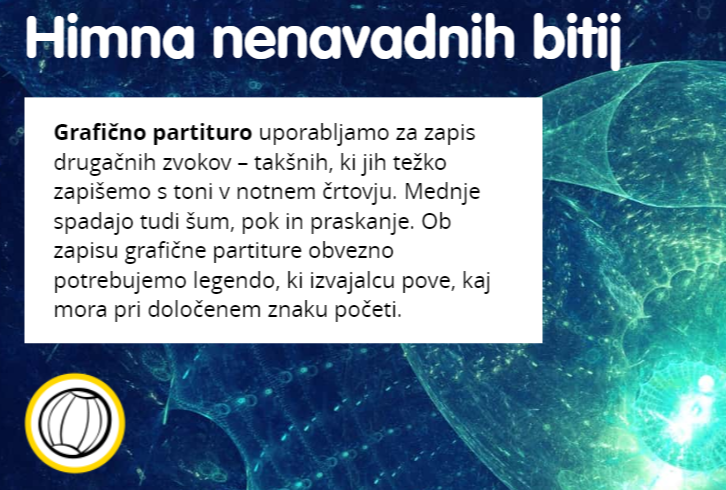 Himna nenavadnih bitij
Grafično partituro uporabljamo za zapis
drugačnih zvokov – takšnih, ki jih težko
zapišemo s toni v notnem črtovju. Mednje
spadajo tudi šum, pok in praskanje. Ob
zapisu grafične partiture obvezno
potrebujemo legendo, ki izvajalcu pove, kaj
mora pri določenem znaku početi.